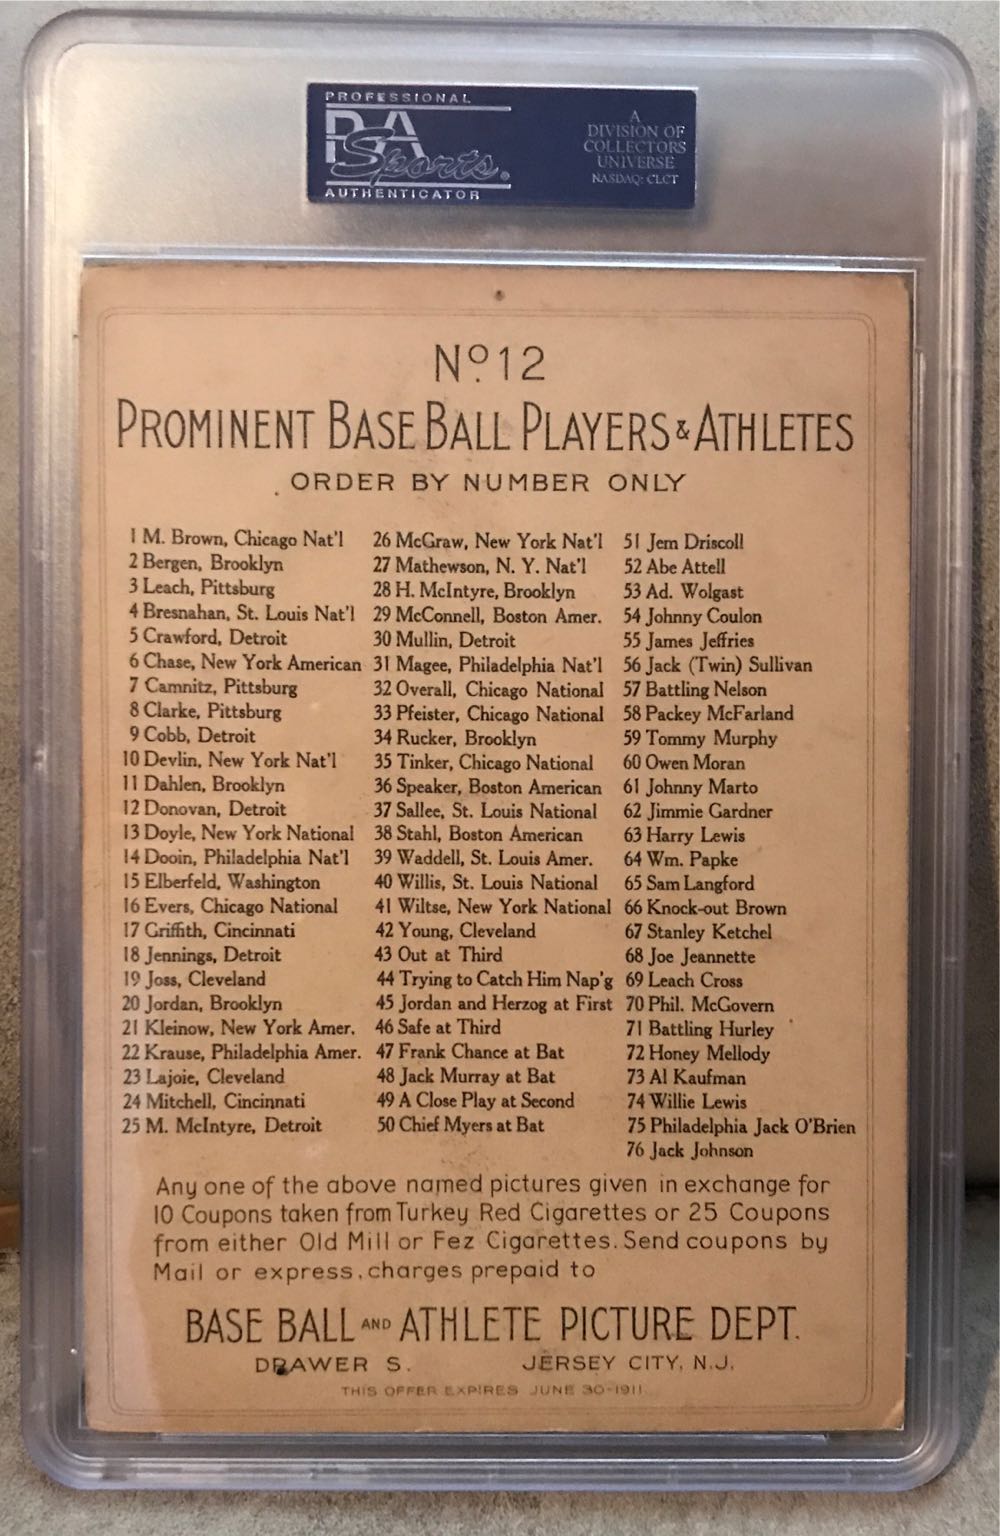 PROFESSIONAL
PSA
Sports
AUTHENTICATOR
A
DIVISION OF
COLLECTORS
UNIVERSE
NASDAQ: CLCT
Nº 12
PROMINENT BASE BALL PLAYERS & ATHLETES
ORDER BY NUMBER ONLY
1 M. Brown, Chicago Nat'l
2 Bergen, Brooklyn
3 Leach, Pittsburg
4 Bresnahan, St. Louis Nat'l
5 Crawford, Detroit
6 Chase, New York American
7 Camnitz, Pittsburg
8 Clarke, Pittsburg
9 Cobb, Detroit
10 Devlin, New York Nat'l
11 Dahlen, Brooklyn
12 Donovan, Detroit
13 Doyle, New York National
14 Dooin, Philadelphia Nat'l
15 Elberfeld, Washington
16 Evers, Chicago National
17 Griffith, Cincinnati
18 Jennings, Detroit
19 Joss, Cleveland
20 Jordan, Brooklyn
21 Kleinow, New York Amer.
22 Krause, Philadelphia Amer.
23 Lajoie, Cleveland
24 Mitchell, Cincinnati
25 M. McIntyre, Detroit
26 McGraw, New York Nat'l
27 Mathewson, N. Y. Nat'l
28 H. McIntyre, Brooklyn
29 McConnell, Boston Amer.
30 Mullin, Detroit
31 Magee, Philadelphia Nat'l
32 Overall, Chicago National
33 Pfeister, Chicago National
34 Rucker, Brooklyn
35 Tinker, Chicago National
36 Speaker, Boston American
37 Sallee, St. Louis National
38 Stahl, Boston American
39 Waddell, St. Louis Amer.
40 Willis, St. Louis National
41 Wiltse, New York National
42 Young, Cleveland
43 Out at Third
44 Trying to Catch Him Nap'g
45 Jordan and Herzog at First
46 Safe at Third
47 Frank Chance at Bat
48 Jack Murray at Bat
49 A Close Play at Second
50 Chief Myers at Bat
51 Jem Driscoll
52 Abe Attell
53 Ad. Wolgast
54 Johnny Coulon
55 James Jeffries
56 Jack (Twin) Sullivan
57 Battling Nelson
58 Packey McFarland
59 Tommy Murphy
60 Owen Moran
61 Johnny Marto
62 Jimmie Gardner
63 Harry Lewis
64 Wm. Papke
65 Sam Langford
66 Knock-out Brown
67 Stanley Ketchel
68 Joe Jeannette
69 Leach Cross
70 Phil. McGovern
71 Battling Hurley
72 Honey Mellody
73 Al Kaufman
74 Willie Lewis
75 Philadelphia Jack O'Brien
76 Jack Johnson
Any one of the above named pictures given in exchange for
10 Coupons taken from Turkey Red Cigarettes or 25 Coupons
from either Old Mill or Fez Cigarettes. Send coupons by
Mail or express, charges prepaid to
BASE BALL AND ATHLETE PICTURE DEPT.
DRAWER S. JERSEY CITY, N.J.
THIS OFFER EXPIRES JUNE 30-1911